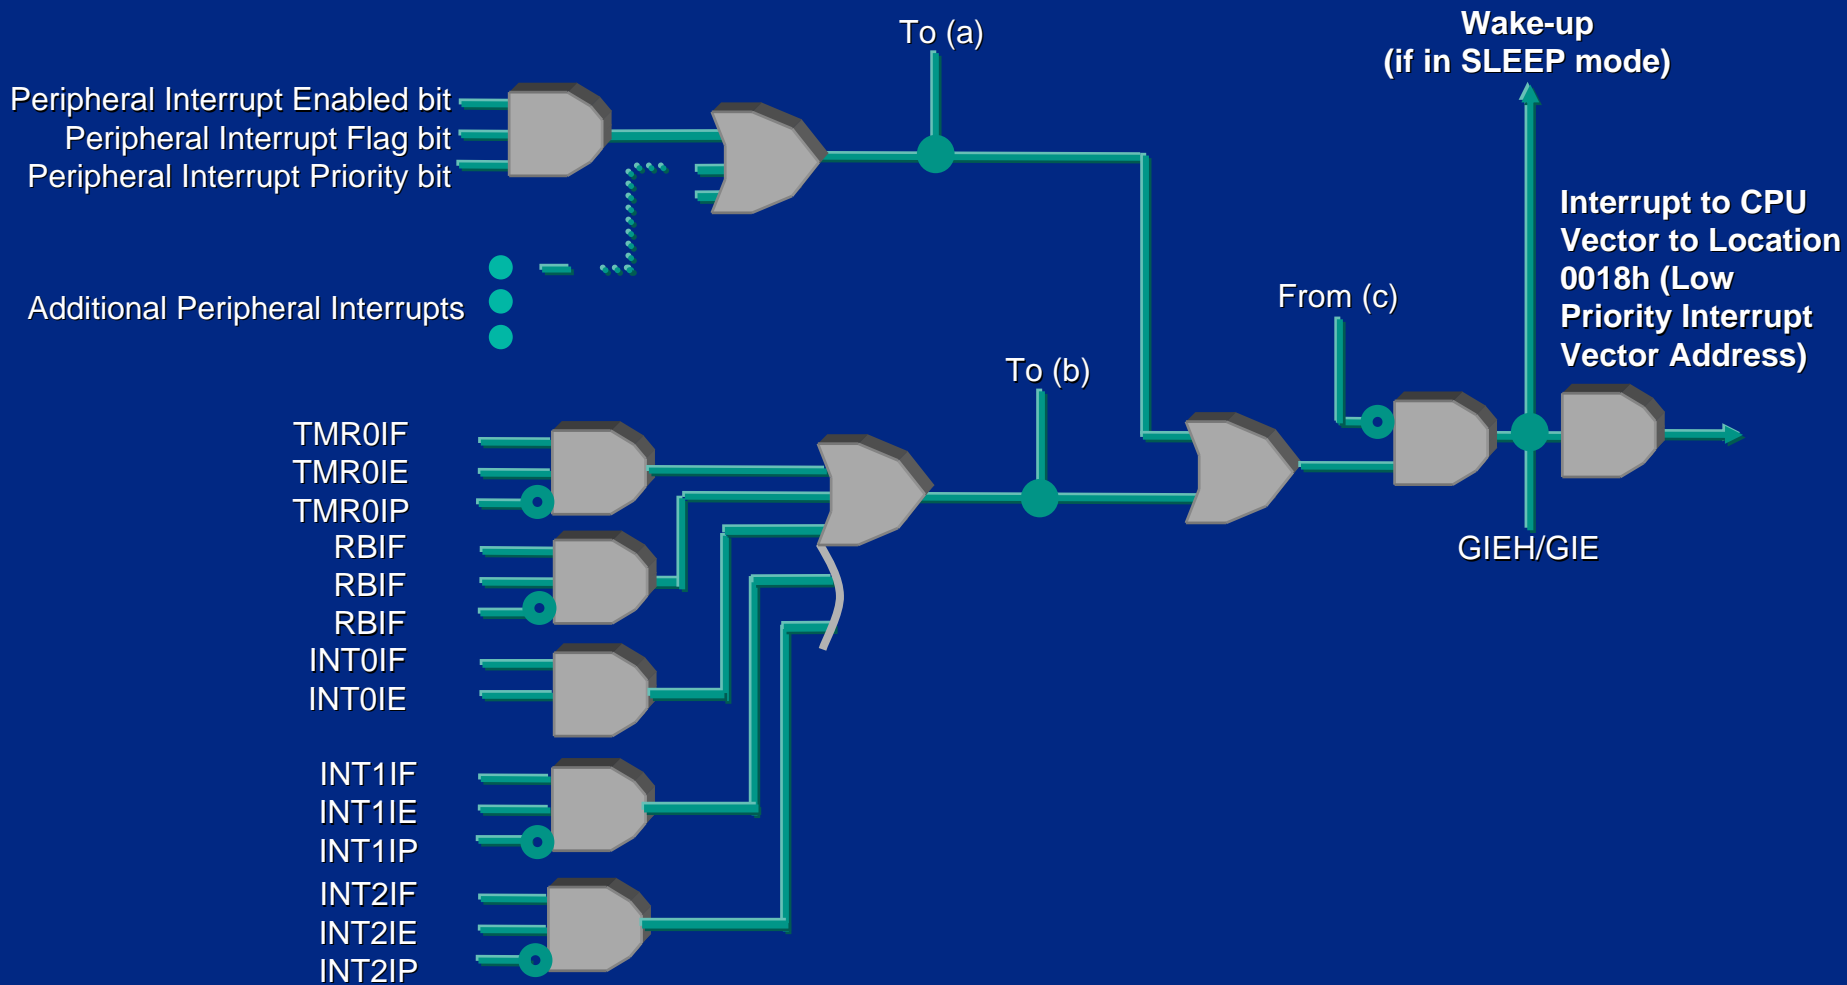 To (a)
Wake-up
(if in SLEEP mode)
Peripheral Interrupt Enabled bit
Peripheral Interrupt Flag bit
Peripheral Interrupt Priority bit
Interrupt to CPU
Vector to Location
0018h (Low
Priority Interrupt
Vector Address)
Additional Peripheral Interrupts
From (c)
To (b)
TMR0IF
TMR0IE
TMR0IP
RBIF
RBIF
RBIF
GIEH/GIE
INT0IF
INT0IE
INT1IF
INT1IE
INT1IP
INT2IF
INT2IE
INT2IP